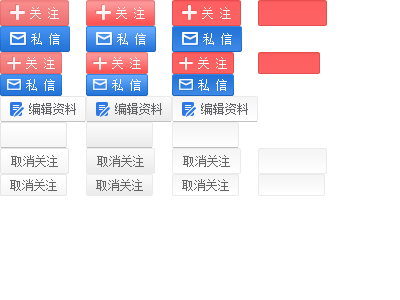 关 注 关 注 关 注
私 信 私 信 私 信
关 注 关 注 关 注
私 信 私 信 私 信
编辑资料 编辑资料 编辑资料
取消关注 取消关注 取消关注
取消关注 取消关注 取消关注